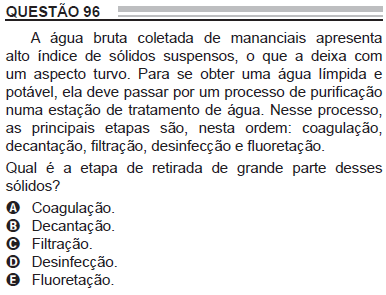 QUESTÃO 96
A água bruta coletada de mananciais apresenta
alto índice de sólidos suspensos, o que a deixa com
um aspecto turvo. Para se obter uma água límpida e
potável, ela deve passar por um processo de purificação
numa estação de tratamento de água. Nesse processo,
as principais etapas são, nesta ordem: coagulação,
decantação, filtração, desinfecção e fluoretação.
Qual é a etapa de retirada de grande parte desses
sólidos?
A Coagulação.
B Decantação.
C Filtração.
D Desinfecção.
E Fluoretação.